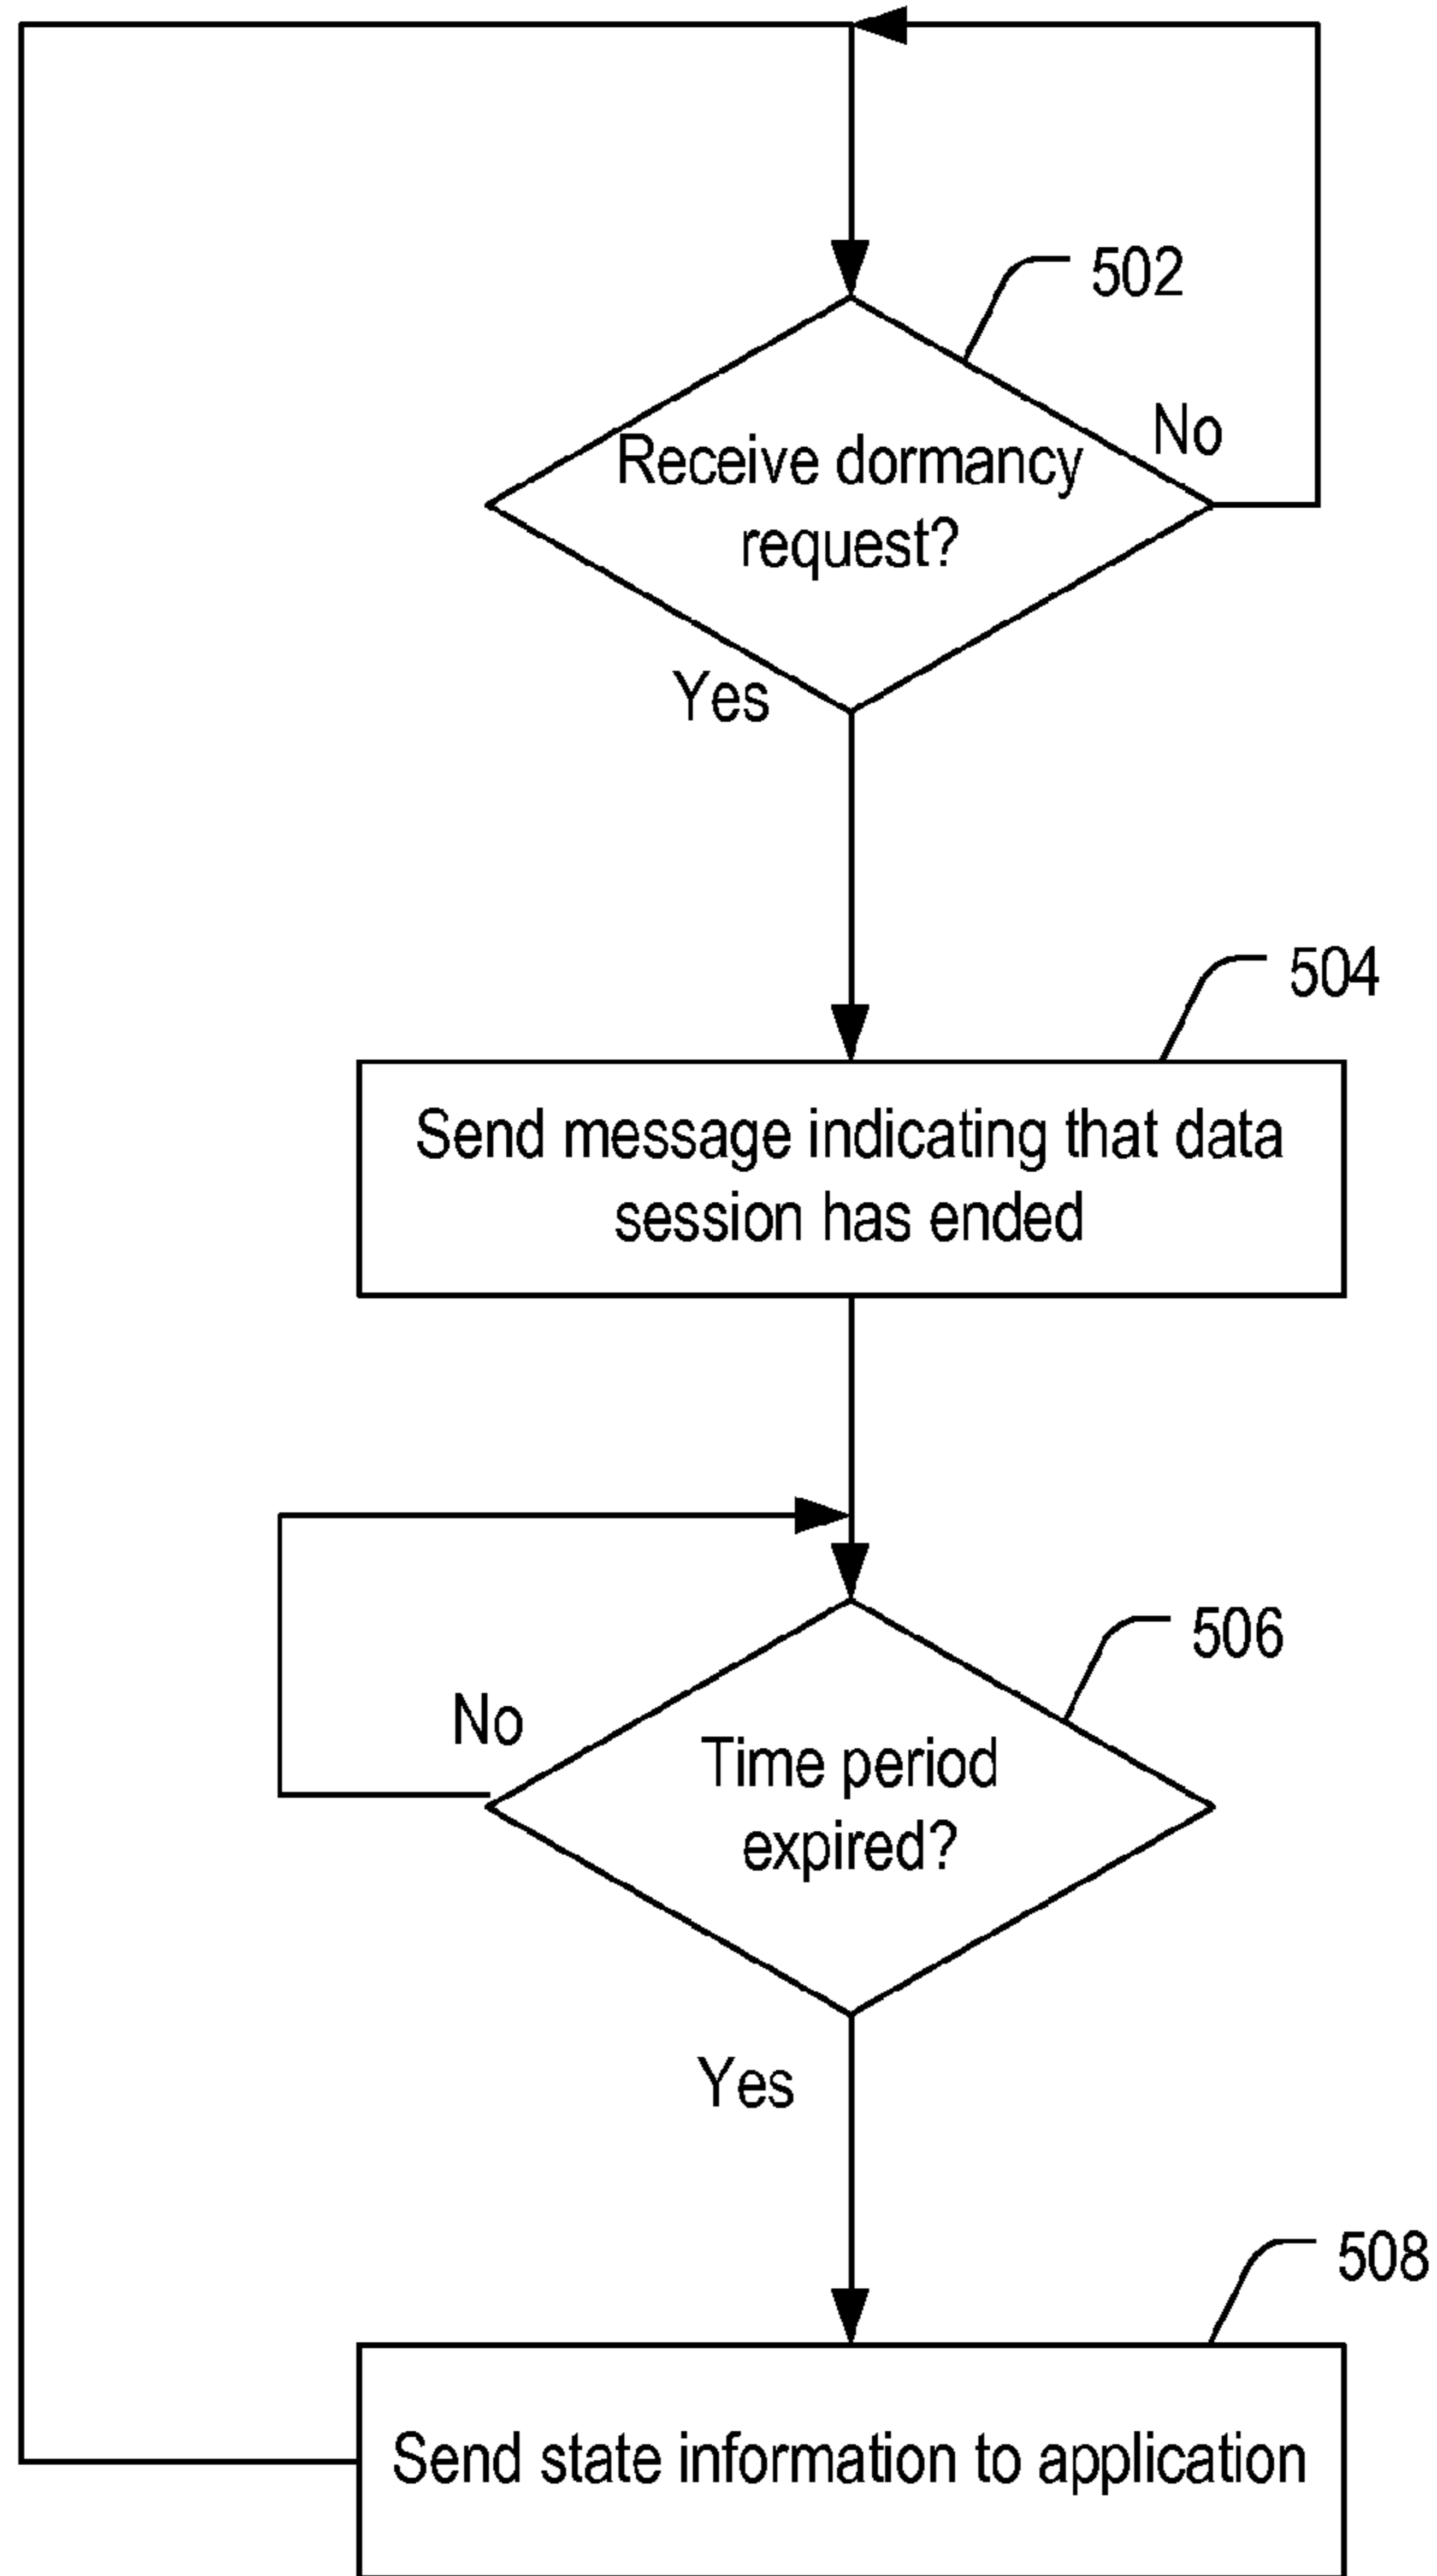 502
No
Receive dormancy
request?
Yes
504
Send message indicating that data
session has ended
506
No
Time period
expired?
Yes
508
Send state information to application